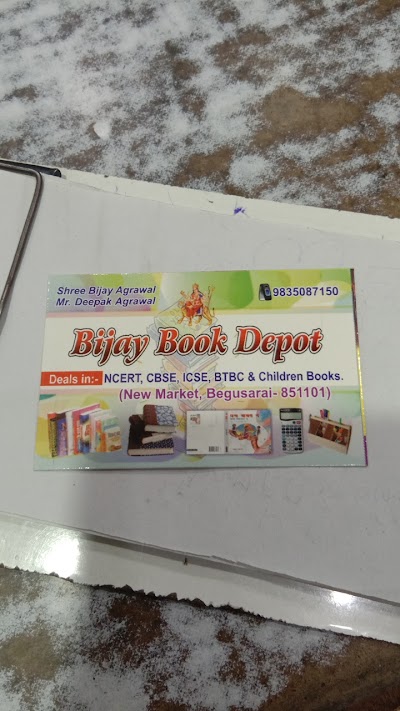 Shree Bijay Agrawal
Mr. Deepak Agrawal
9835087150
Bijay Book Depot
Deals in:- NCERT, CBSE, ICSE, BTBC & Children Books.
(New Market, Begusarai- 851101)